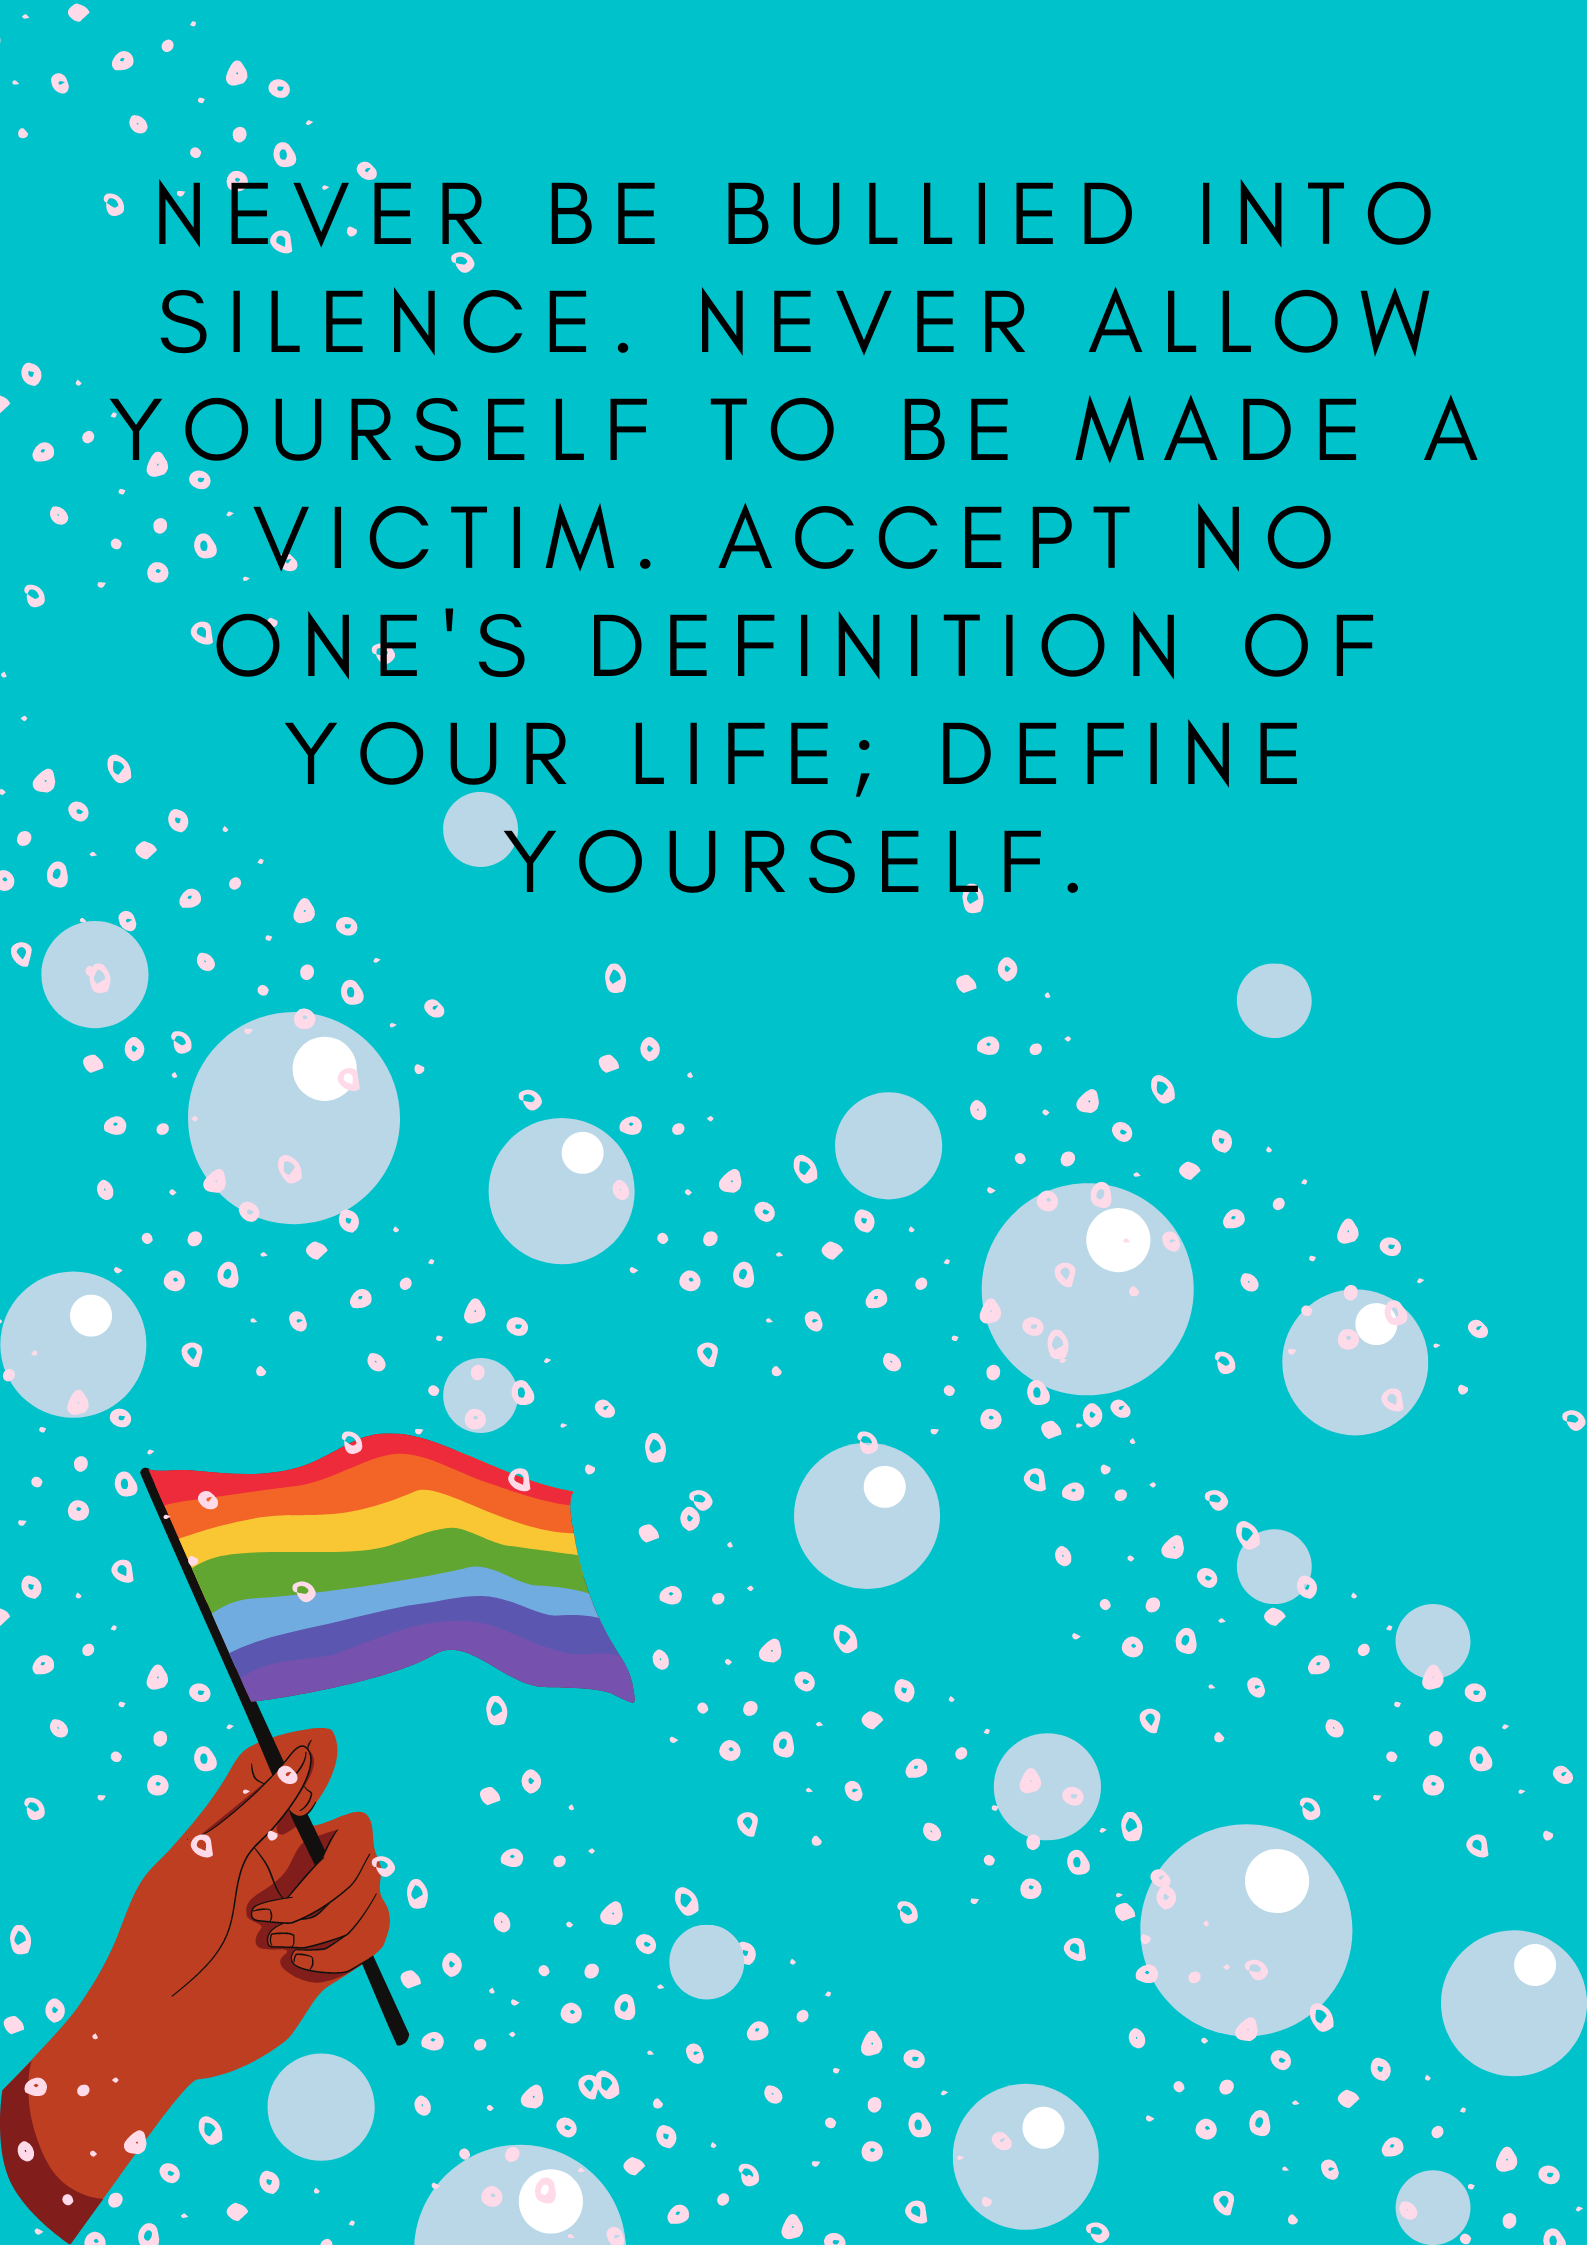 NEVER BE BULLIED INTO
SILENCE. NEVER ALLOW
YOURSELF TO BE MADE A
VICTIM. ACCEPT NO
ONE'S DEFINITION OF
YOUR LIFE; DEFINE
YOURSELF.